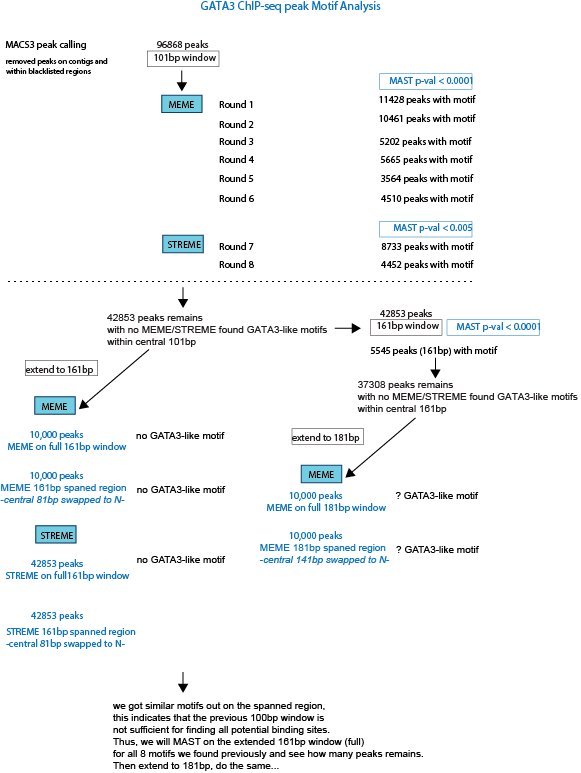 GATA3 ChIP-seq peak Motif Analysis
MACS3 peak calling
removed peaks on contigs and
within blacklisted regions
96868 peaks
101bp window
MAST p-val < 0.0001
MEME
Round 1
11428 peaks with motif
Round 2
10461 peaks with motif
Round 3
5202 peaks with motif
Round 4
5665 peaks with motif
Round 5
3564 peaks with motif
Round 6
4510 peaks with motif
MAST p-val < 0.005
STREME
Round 7
8733 peaks with motif
Round 8
4452 peaks with motif
42853 peaks remains
with no MEME/STREME found GATA3-like motifs
within central 101bp
42853 peaks
161bp window
MAST p-val < 0.0001
5545 peaks (161bp) with motif
extend to 161bp
37308 peaks remains
with no MEME/STREME found GATA3-like motifs
within central 161bp
MEME
10,000 peaks
MEME on full 161bp window
no GATA3-like motif
10,000 peaks
MEME 161bp spaned region
-central 81bp swapped to N-
no GATA3-like motif
STREME
42853 peaks
STREME on full161bp window
no GATA3-like motif
42853 peaks
STREME 161bp spanned region
-central 81bp swapped to N-
extend to 181bp
MEME
10,000 peaks
MEME on full 181bp window
? GATA3-like motif
10,000 peaks
MEME 181bp spaned region
-central 141bp swapped to N-
? GATA3-like motif
we got similar motifs out on the spanned region,
this indicates that the previous 100bp window is
not sufficient for finding all potential binding sites.
Thus, we will MAST on the extended 161bp window (full)
for all 8 motifs we found previously and see how many peaks remains.
Then extend to 181bp, do the same...